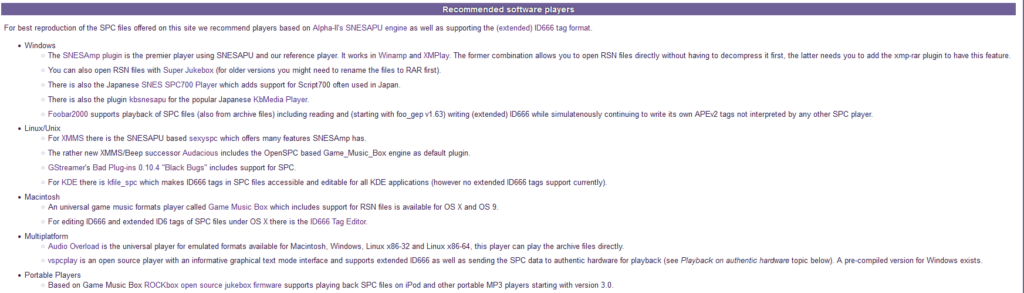 Recommended software players
For best reproduction of the SPC files offered on this site we recommend players based on Alpha-II's SNESAPU engine as well as supporting the (extended) ID666 tag format.
Windows
The SNESAmp plugin is the premier player using SNESAPU and our reference player. It works in Winamp and XMPlay. The former combination allows you to open RSN files directly without having to decompress it first, the latter needs you to add the xmp-rar plugin to have this feature.
You can also open RSN files with Super Jukebox (for older versions you might need to rename the files to RAR first).
There is also the Japanese SNES SPC700 Player which adds support for Script700 often used in Japan.
There is also the plugin kbsnesapu for the popular Japanese KbMedia Player.
Foobar2000 supports playback of SPC files (also from archive files) including reading and (starting with foo_gep v1.63) writing (extended) ID666 while simulatenously continuing to write its own APEv2 tags not interpreted by any other SPC player.
Linux/Unix
For XMMS there is the SNESAPU based sexyspc which offers many features SNESAmp has.
The rather new XMMS/Beep successor Audacious includes the OpenSPC based Game_Music_Box engine as default plugin.
GStreamer's Bad Plug-ins 0.10.4 "Black Bugs" includes support for SPC.
For KDE there is kfile_spc which makes ID666 tags in SPC files accessible and editable for all KDE applications (however no extended ID666 tags support currently).
Macintosh
An universal game music formats player called Game Music Box which includes support for RSN files is available for OS X and OS 9.
For editing ID666 and extended ID6 tags of SPC files under OS X there is the ID666 Tag Editor.
Multiplatform
Audio Overload is the universal player for emulated formats available for Macintosh, Windows, Linux x86-32 and Linux x86-64, this player can play the archive files directly.
vspcplay is an open source player with an informative graphical text mode interface and supports extended ID666 as well as sending the SPC data to authentic hardware for playback (see Playback on authentic hardware topic below). A pre-compiled version for Windows exists.
Portable Players
Based on Game Music Box ROCKbox open source jukebox firmware supports playing back SPC files on iPod and other portable MP3 players starting with version 3.0.